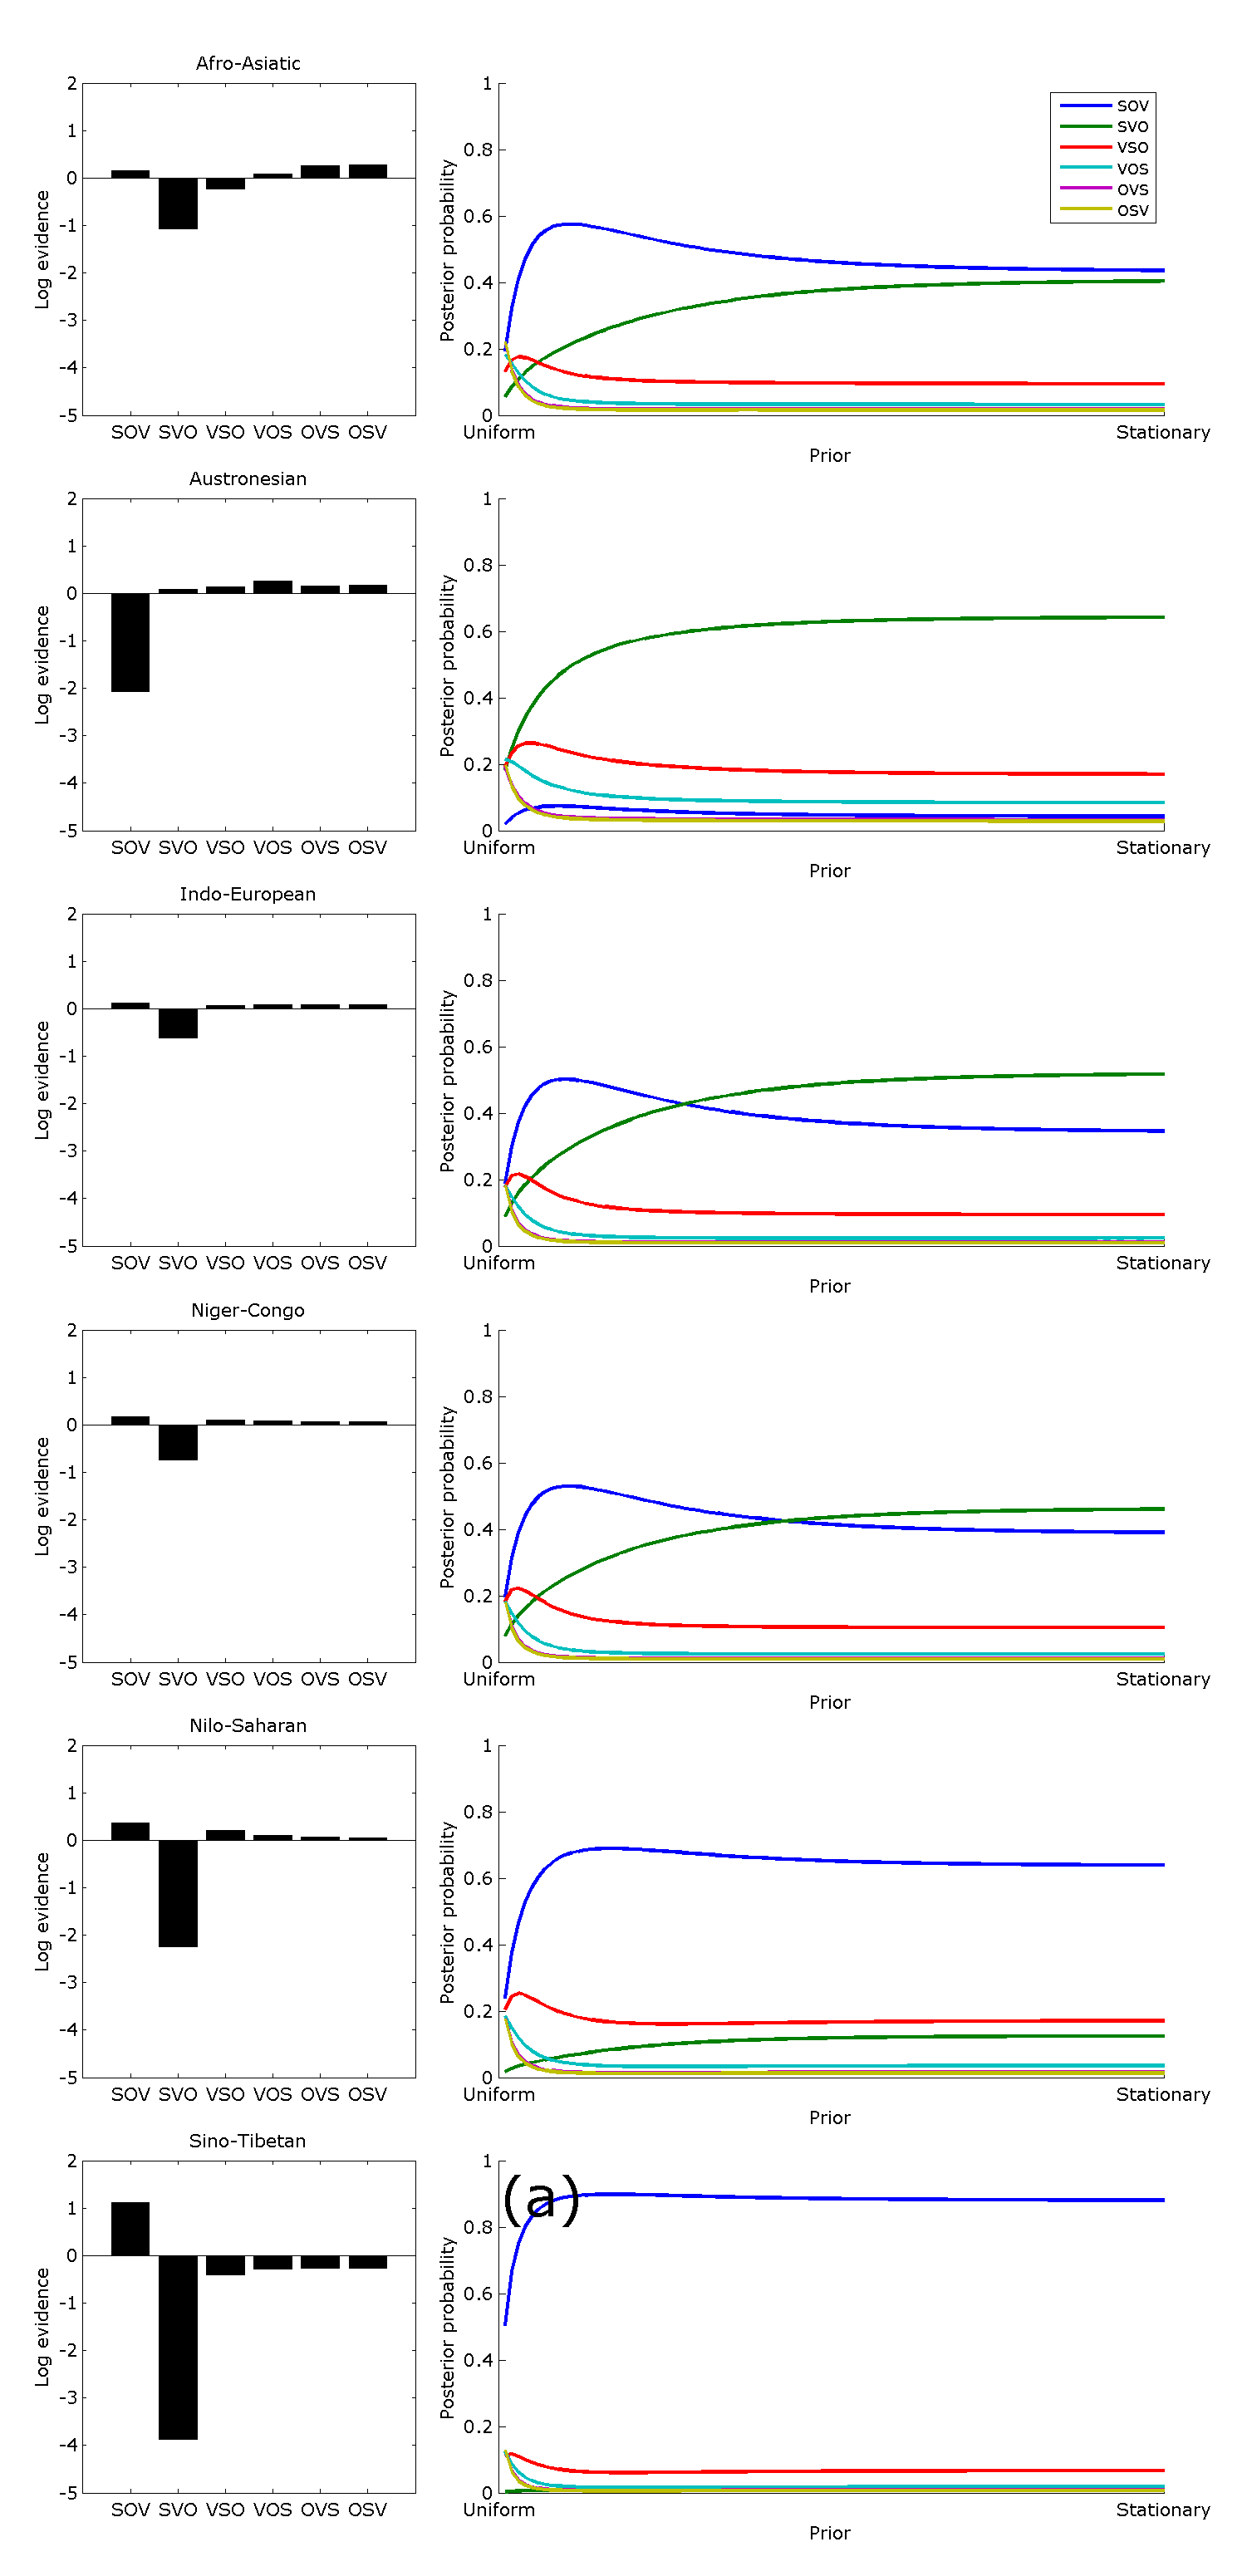 Afro-Asiatic
2
1
0
-1
-2
-3
-4
-5
Log evidence
SOV SVO VSO VOS OVS OSV
1
0.8
0.6
0.4
0.2
0
Posterior probability
Uniform
Stationary
Prior
SOV
SVO
VSO
VOS
OVS
OSV
Austronesian
2
1
0
-1
-2
-3
-4
-5
Log evidence
SOV SVO VSO VOS OVS OSV
1
0.8
0.6
0.4
0.2
0
Posterior probability
Uniform
Stationary
Prior
Indo-European
2
1
0
-1
-2
-3
-4
-5
Log evidence
SOV SVO VSO VOS OVS OSV
1
0.8
0.6
0.4
0.2
0
Posterior probability
Uniform
Stationary
Prior
Niger-Congo
2
1
0
-1
-2
-3
-4
-5
Log evidence
SOV SVO VSO VOS OVS OSV
1
0.8
0.6
0.4
0.2
0
Posterior probability
Uniform
Stationary
Prior
Nilo-Saharan
2
1
0
-1
-2
-3
-4
-5
Log evidence
SOV SVO VSO VOS OVS OSV
1
0.8
0.6
0.4
0.2
0
Posterior probability
Uniform
Stationary
Prior
Sino-Tibetan
2
1
0
-1
-2
-3
-4
-5
Log evidence
SOV SVO VSO VOS OVS OSV
1
0.8
0.6
0.4
0.2
0
Posterior probability
(a)
Uniform
Stationary
Prior